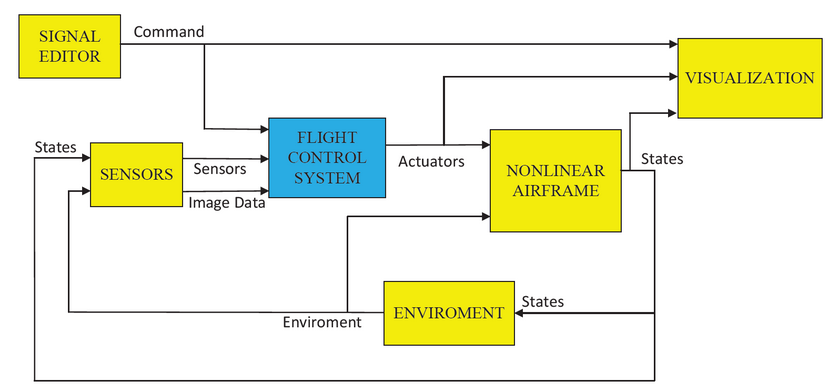 SIGNAL
EDITOR
Command
VISUALIZATION
FLIGHT
CONTROL
SYSTEM
States
SENSORS
Sensors
Image Data
Actuators
NONLINEAR
AIRFRAME
States
ENVIROMENT
States
Enviroment